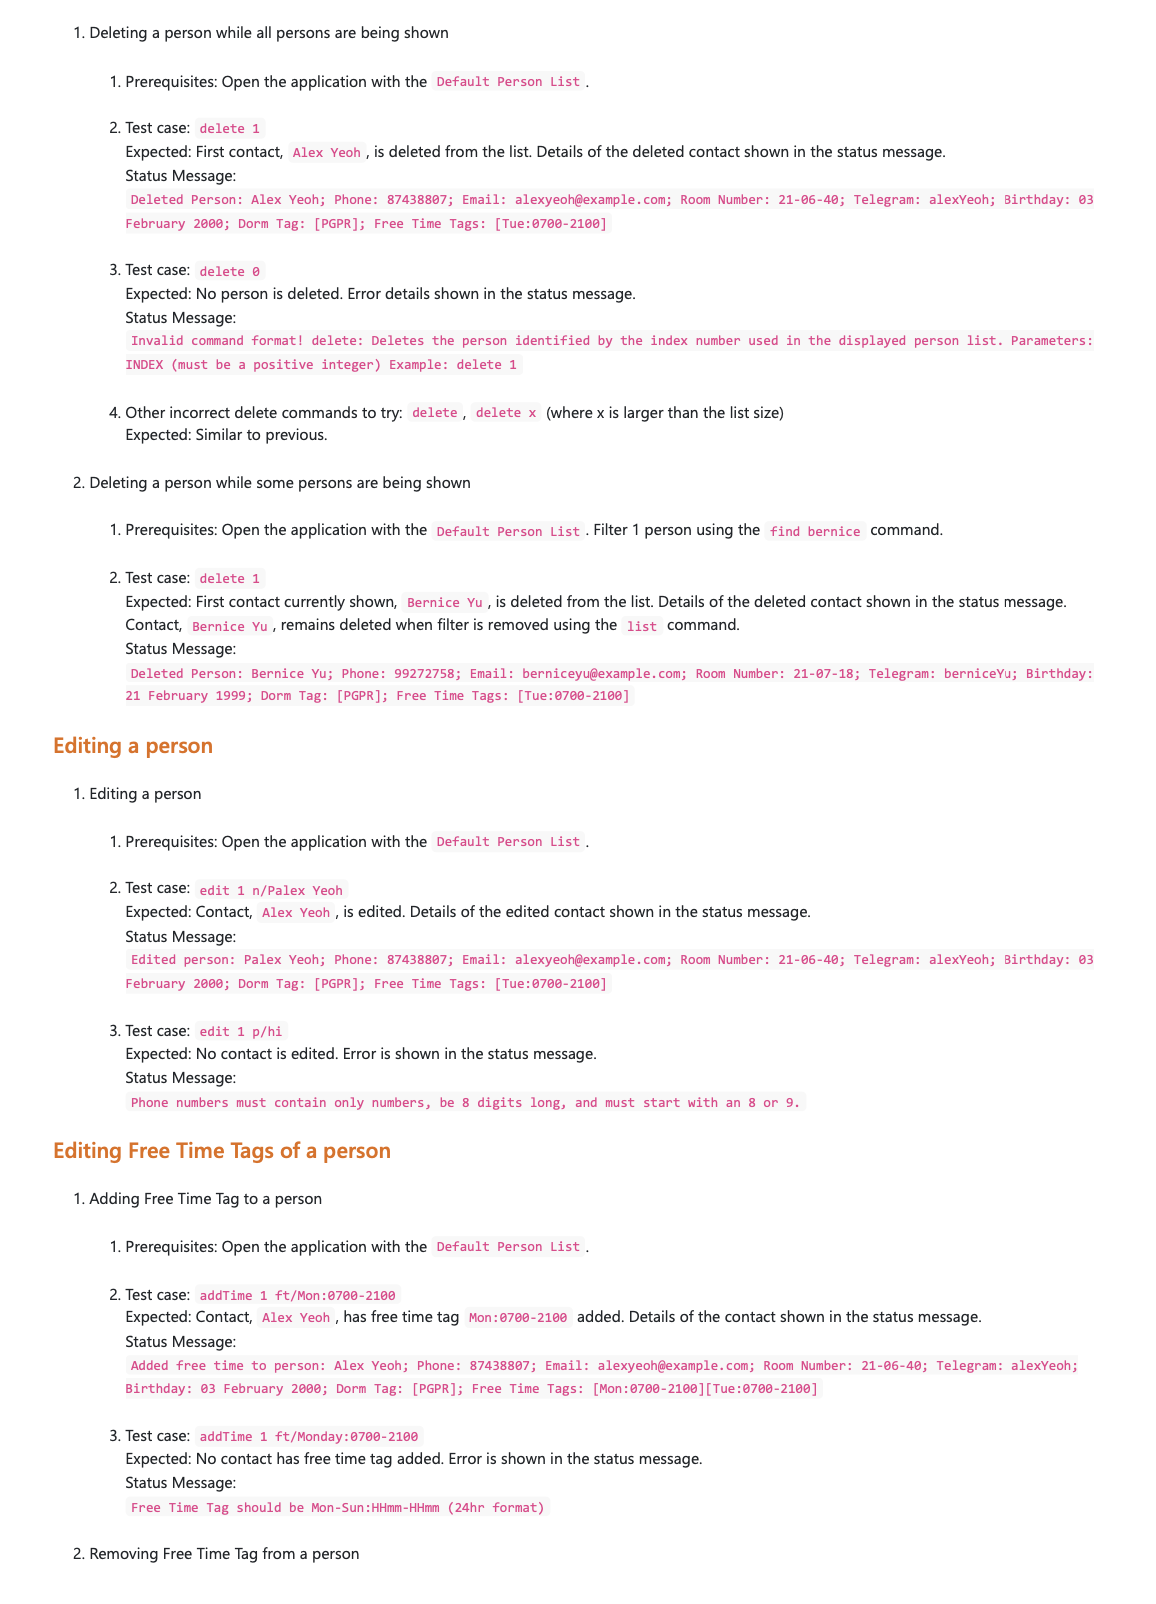 1. Deleting a person while all persons are being shown
1. Prerequisites: Open the application with the Default Person List.
2. Test case: delete 1
Expected: First contact, Alex Yeoh, is deleted from the list. Details of the deleted contact shown in the status message.
Status Message:
Deleted Person: Alex Yeoh; Phone: 87438807; Email: alexyeoh@example.com; Room Number: 21-06-40; Telegram: alexYeoh; Birthday: 03
February 2000; Dorm Tag: [PGPR]; Free Time Tags: [Tue:0700-2100]
3. Test case: delete 0
Expected: No person is deleted. Error details shown in the status message.
Status Message:
Invalid command format! delete: Deletes the person identified by the index number used in the displayed person list. Parameters:
INDEX (must be a positive integer) Example: delete 1
4. Other incorrect delete commands to try: delete, delete x (where x is larger than the list size)
Expected: Similar to previous.
2. Deleting a person while some persons are being shown
1. Prerequisites: Open the application with the Default Person List. Filter 1 person using the find bernice command.
2. Test case: delete 1
Expected: First contact currently shown, Bernice Yu, is deleted from the list. Details of the deleted contact shown in the status message.
Contact, Bernice Yu, remains deleted when filter is removed using the list command.
Status Message:
Deleted Person: Bernice Yu; Phone: 99272758; Email: berniceyu@example.com; Room Number: 21-07-18; Telegram: berniceYu; Birthday:
21 February 1999; Dorm Tag: [PGPR]; Free Time Tags: [Tue:0700-2100]
Editing a person
1. Editing a person
1. Prerequisites: Open the application with the Default Person List.
2. Test case: edit 1 n/Palex Yeoh
Expected: Contact, Alex Yeoh, is edited. Details of the edited contact shown in the status message.
Status Message:
Edited person: Palex Yeoh; Phone: 87438807; Email: alexyeoh@example.com; Room Number: 21-06-40; Telegram: alexYeoh; Birthday: 03
February 2000; Dorm Tag: [PGPR]; Free Time Tags: [Tue:0700-2100]
3. Test case: edit 1 p/hi
Expected: No contact is edited. Error is shown in the status message.
Status Message:
Phone numbers must contain only numbers, be 8 digits long, and must start with an 8 or 9.
Editing Free Time Tags of a person
1. Adding Free Time Tag to a person
1. Prerequisites: Open the application with the Default Person List.
2. Test case: addTime 1 ft/Mon:0700-2100
Expected: Contact, Alex Yeoh, has free time tag Mon:0700-2100 added. Details of the contact shown in the status message.
Status Message:
Added free time to person: Alex Yeoh; Phone: 87438807; Email: alexyeoh@example.com; Room Number: 21-06-40; Telegram: alexYeoh;
Birthday: 03 February 2000; Dorm Tag: [PGPR]; Free Time Tags: [Mon:0700-2100][Tue:0700-2100]
3. Test case: addTime 1 ft/Monday:0700-2100
Expected: No contact has free time tag added. Error is shown in the status message.
Status Message:
Free Time Tag should be Mon-Sun:HHmm-HHmm (24hr format)
2. Removing Free Time Tag from a person